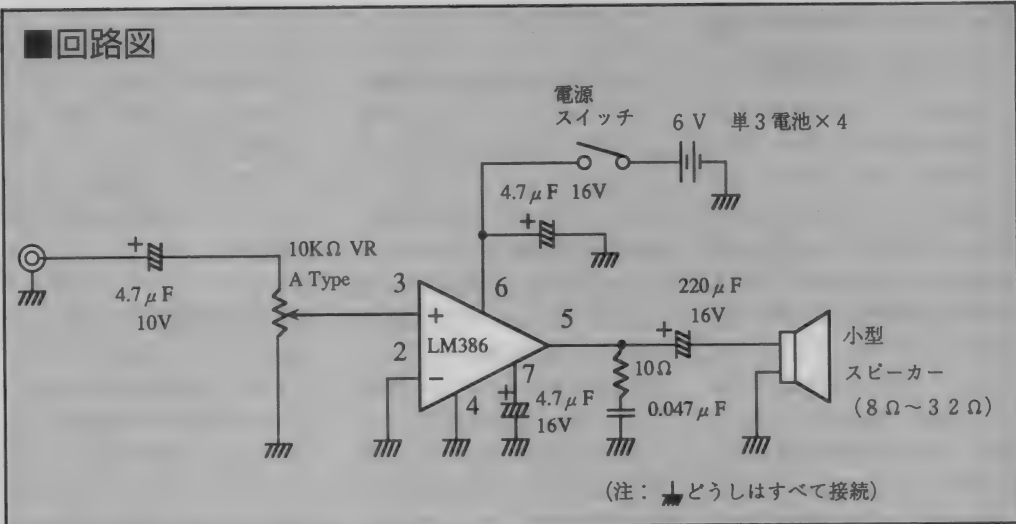 ■回路図
電源
スイッチ
6 V 単3電池×4
4.7μF 16V
10KΩ VR
A Type
4.7μF
10V
3
6
2
LM386
5
7
4
4.7μF
16V
220μF
16V
10Ω
0.047μF
小型
スピーカー
(8Ω～32Ω)
(注: どうしはすべて接続)